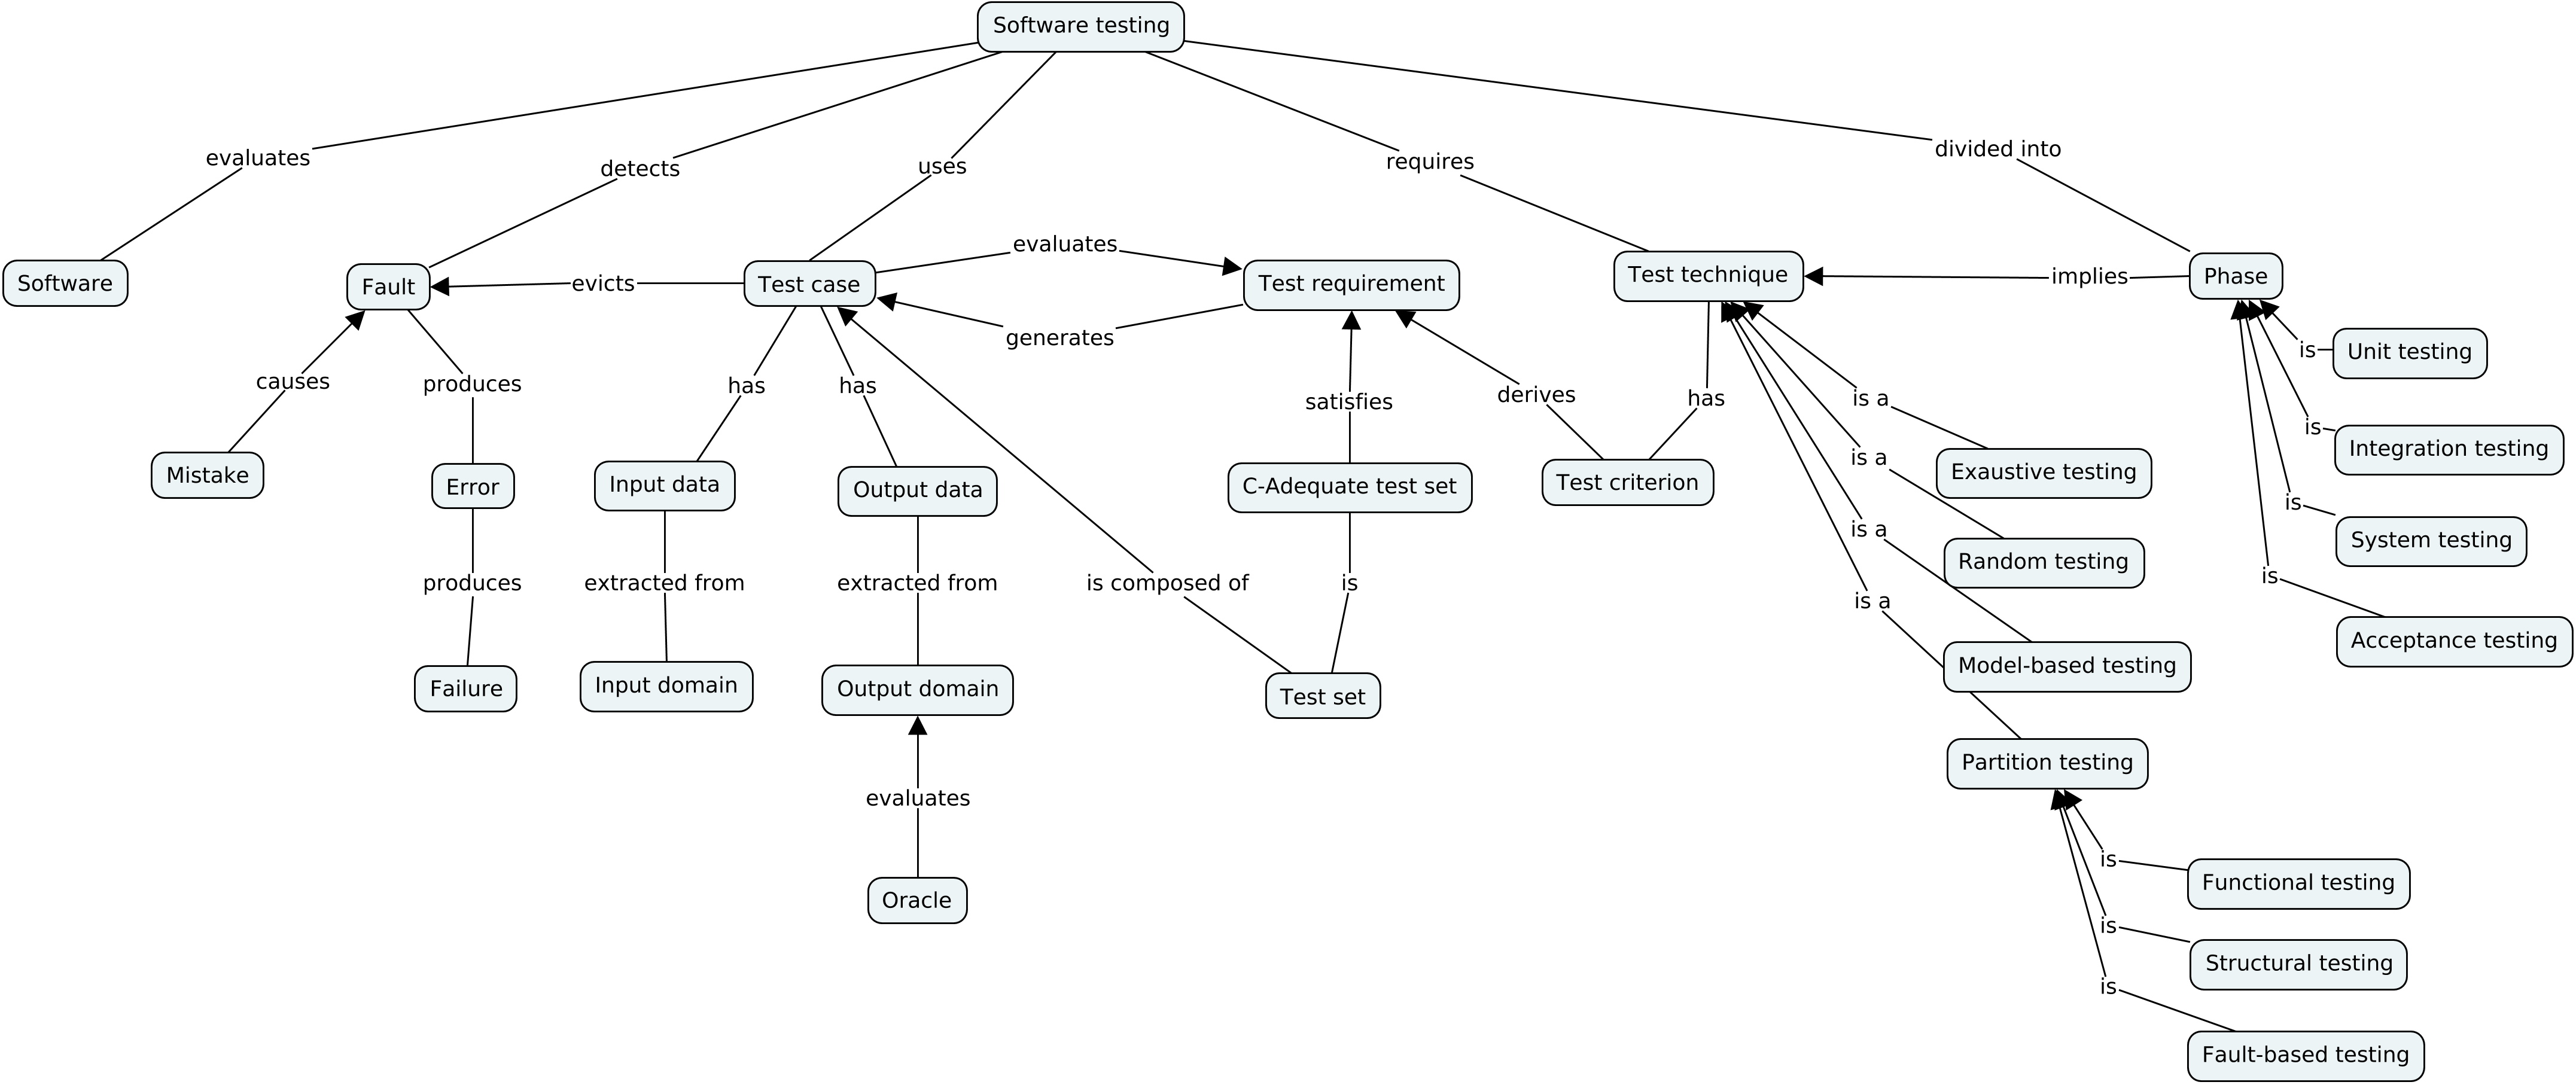 Software testing
evaluates
detects
uses
requires
divided into
Software
Fault
evicts
Test case
evaluates
generates
Test requirement
Test technique
implies
Phase
causes
produces
has
has
satisfies
derives
has
is a
is
Unit testing
is
Integration testing
Mistake
Error
Input data
Output data
C-Adequate test set
Test criterion
is a
Exaustive testing
is
System testing
is a
Random testing
produces
extracted from
extracted from
is composed of
is
is a
is
Acceptance testing
Failure
Input domain
Output domain
Test set
Model-based testing
Partition testing
evaluates
Oracle
is
Functional testing
is
Structural testing
is
Fault-based testing